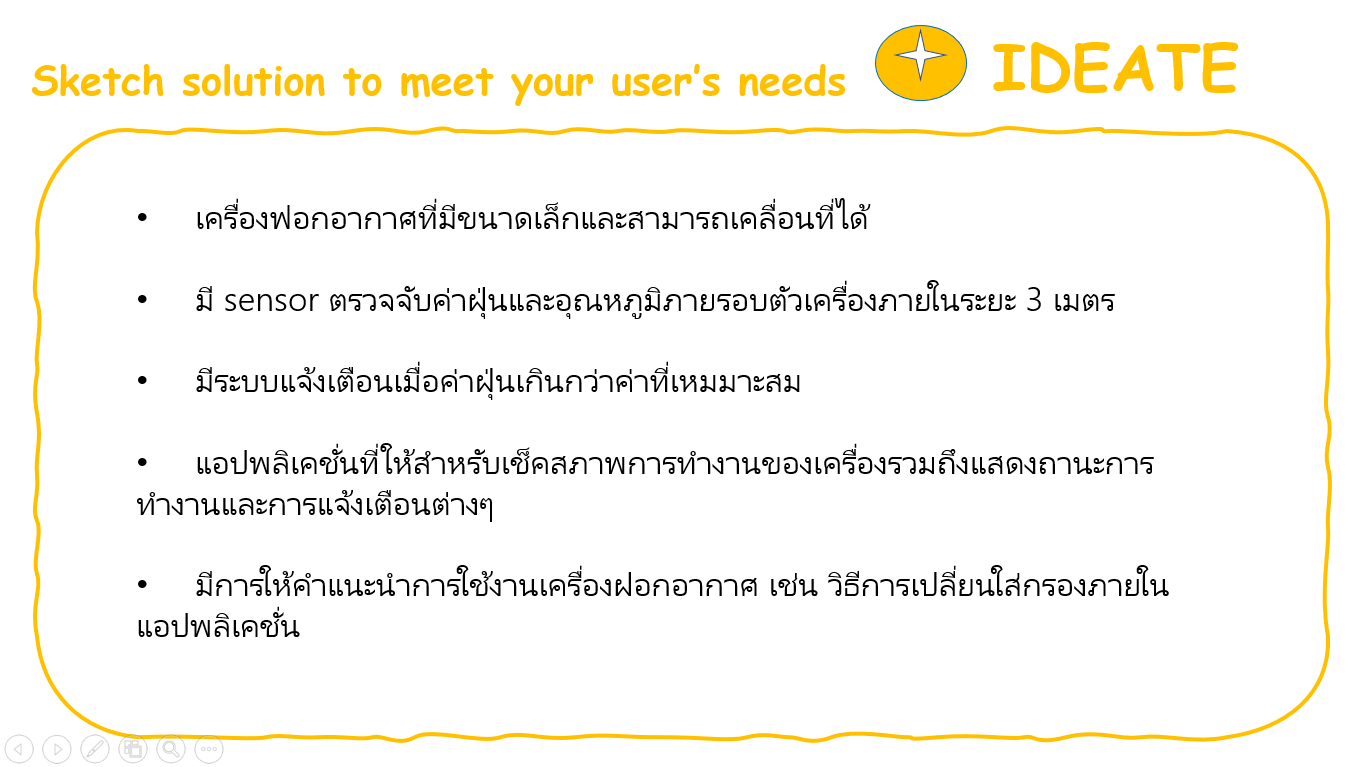 Sketch solution to meet your user's needs
IDEATE
• เครื่องฟอกอากาศที่มีขนาดเล็กและสามารถเคลื่อนที่ได้
• มี sensor ตรวจจับค่าฝุ่นและอุณหภูมิภายรอบตัวเครื่องภายในระยะ 3 เมตร
• มีระบบแจ้งเตือนเมื่อค่าฝุ่นเกินกว่าค่าที่เหมมาะสม
• แอปพลิเคชั่นที่ให้สำหรับเช็คสภาพการทำงานของเครื่องรวมถึงแสดงถานะการ
ทำงานและการแจ้งเตือนต่างๆ
• มีการให้คำแนะนำการใช้งานเครื่องฝอกอากาศ เช่น วิธีการเปลี่ยนใส่กรองภายใน
แอปพลิเคชั่น